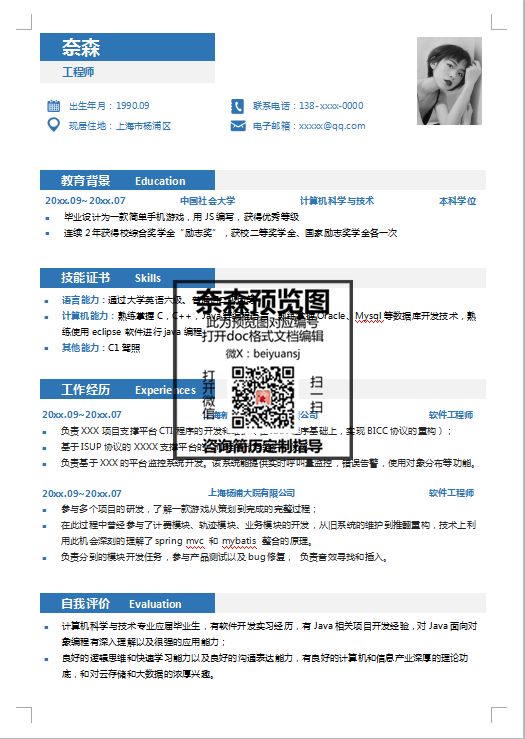 奈森
工程师
出生年月：1990.09
联系电话：138-xxxx-0000
现居住地：上海市杨浦区
电子邮箱：xxxxx@qq.com
教育背景 Education
20xx.09~20xx.07 中国社会大学 计算机科学与技术 本科学位
毕业设计为一款简单手机游戏，用 JS 编写，获得优秀等级
连续 2 年获得校综合奖学金“励志奖”，获校二等奖学金、国家励志奖学金各一次
技能证书 Skills
语言能力：通过大学英语六级、
计算机能力：熟练掌握 C，C++，Java Oracle、Mysql 等数据库开发技术，熟
练使用 eclipse 软件进行 java 编程
其他能力：C1 驾照
奈森预览图
此为预览图对应编号
打开doc格式文档编辑
微X：beiyuansj
打开微信
扫一扫
咨询简历定制指导
工作经历 Experiences
20xx.09~20xx.07 公司 软件工程师
负责 XXX 项目支撑平台 CTI 程序的开发和 程序基础上，实现 BICC 协议的重构）；
基于 ISUP 协议的 XXXX 支撑平台的
负责基于 XXX 的平台监控系统开发。该系统能提供实时呼叫量监控，错误告警，使用对象分布等功能。
20xx.09~20xx.07 上海杨浦大院有限公司 软件工程师
参与多个项目的研发，了解一款游戏从策划到完成的完整过程；
在此过程中曾经参与了计费模块、轨迹模块、业务模块的开发，从旧系统的维护到推翻重构，技术上利
用此机会深刻的理解了 spring mvc 和 mybatis 整合的原理。
负责分到的模块开发任务，参与产品测试以及 bug 修复， 负责音效寻找和插入。
自我评价 Evaluation
计算机科学与技术专业应届毕业生，有软件开发实习经历，有 Java 相关项目开发经验，对 Java 面向对
象编程有深入理解以及很强的应用能力；
良好的逻辑思维和快速学习能力以及良好的沟通表达能力，有良好的计算机和信息产业深厚的理论功
底，和对云存储和大数据的浓厚兴趣。